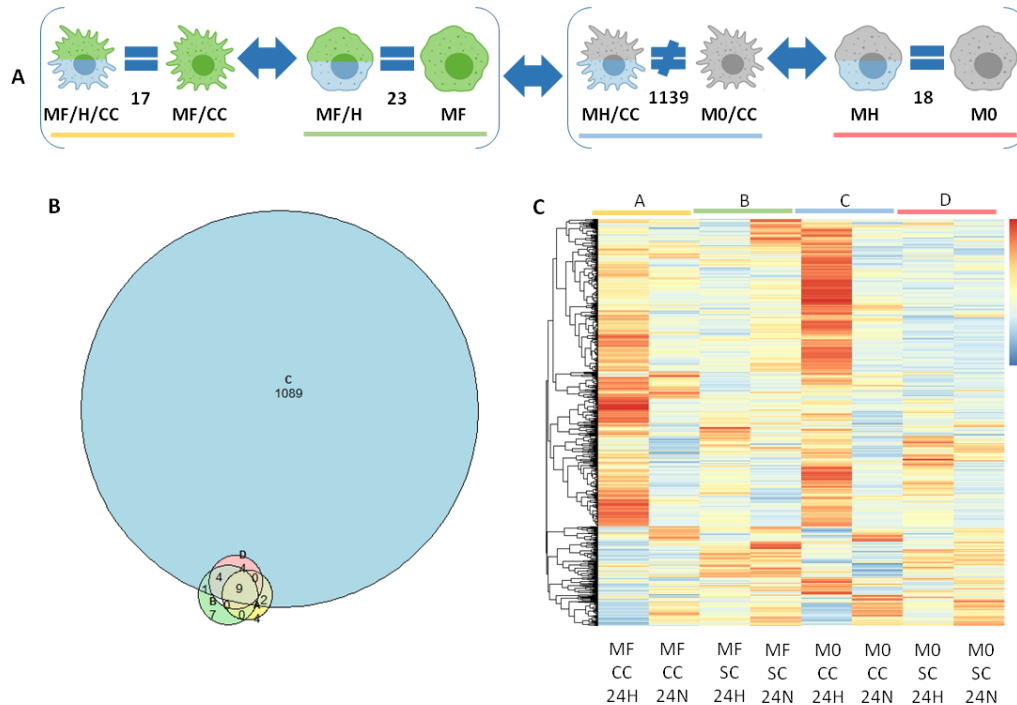 A
17
23
1139
18
MF/H/CC
MF/CC
MF/H
MF
MH/CC
M0/CC
MH
M0
B
C
1089
D
4
4
0
9
1
B
0
2
7
0
4
C
A
B
C
D
MF MF MF MF M0 M0 M0 M0
CC CC SC SC CC CC SC SC
24H 24N 24H 24N 24H 24N 24H 24N